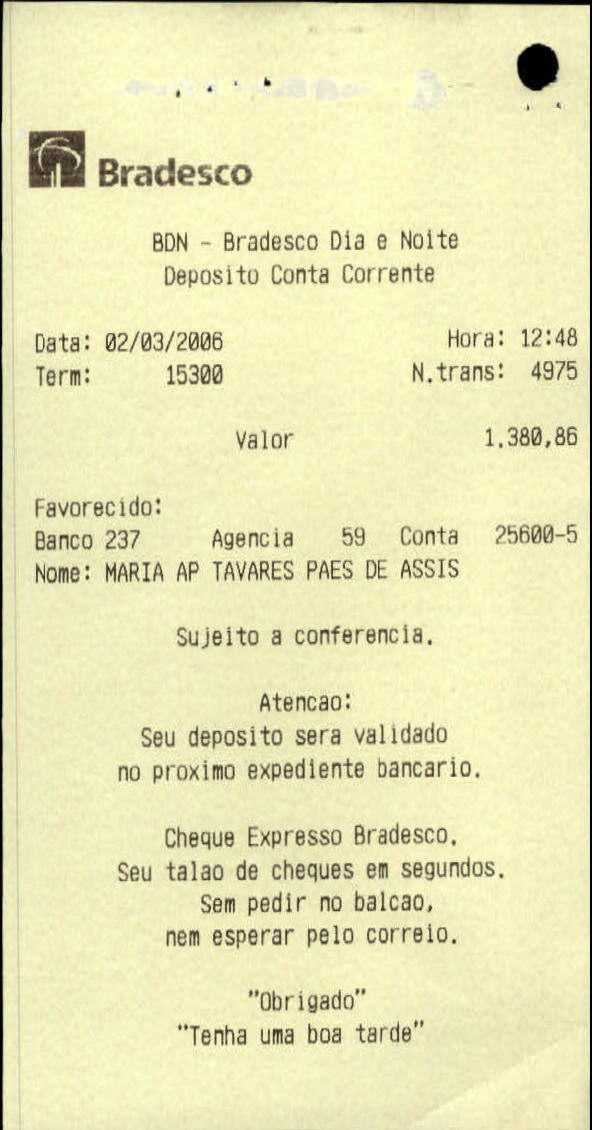 Bradesco
BDN - Bradesco Dia e Noite
Deposito Conta Corrente
Data: 02/03/2006 Hora: 12:48
Term: 15300 N.trans: 4975
Valor 1.380,86
Favorecido:
Banco 237 Agencia 59 Conta 25600-5
Nome: MARIA AP TAVARES PAES DE ASSIS
Sujeito a conferencia.
Atencao:
Seu deposito sera validado
no proximo expediente bancario.
Cheque Expresso Bradesco.
Seu talao de cheques em segundos.
Sem pedir no balcao,
nem esperar pelo correio.
"Obrigado"
"Tenha uma boa tarde"